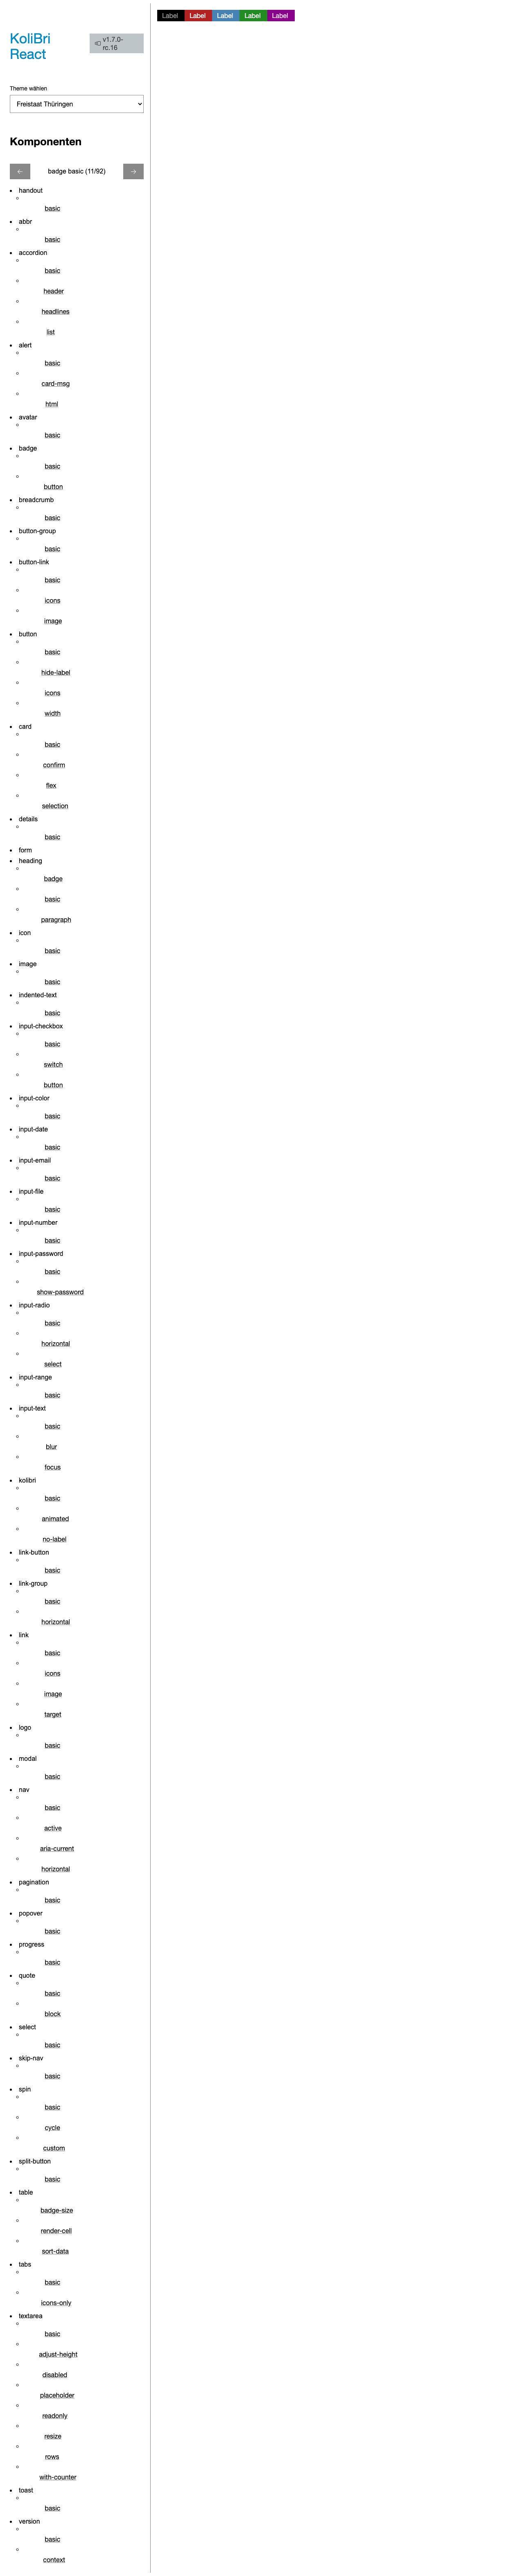 KoliBri
React
v1.7.0-
rc.16
Theme wählen
Freistaat Thüringen
Komponenten
← badge basic (11/92) →
handout
basic
abbr
basic
accordion
basic
header
headlines
list
alert
basic
card-msg
html
avatar
basic
badge
basic
button
breadcrumb
basic
button-group
basic
button-link
basic
icons
image
button
basic
hide-label
icons
width
card
basic
confirm
flex
selection
details
basic
form
heading
badge
basic
paragraph
icon
basic
image
basic
indented-text
basic
input-checkbox
basic
switch
button
input-color
basic
input-date
basic
input-email
basic
input-file
basic
input-number
basic
input-password
basic
show-password
input-radio
basic
horizontal
select
input-range
basic
input-text
basic
blur
focus
kolibri
basic
animated
no-label
link-button
basic
link-group
basic
horizontal
link
basic
icons
image
target
logo
basic
modal
basic
nav
basic
active
aria-current
horizontal
pagination
basic
popover
basic
progress
basic
quote
basic
block
select
basic
skip-nav
basic
spin
basic
cycle
custom
split-button
basic
table
badge-size
render-cell
sort-data
tabs
basic
icons-only
textarea
basic
adjust-height
disabled
placeholder
readonly
resize
rows
with-counter
toast
basic
version
basic
context
Label Label Label Label Label